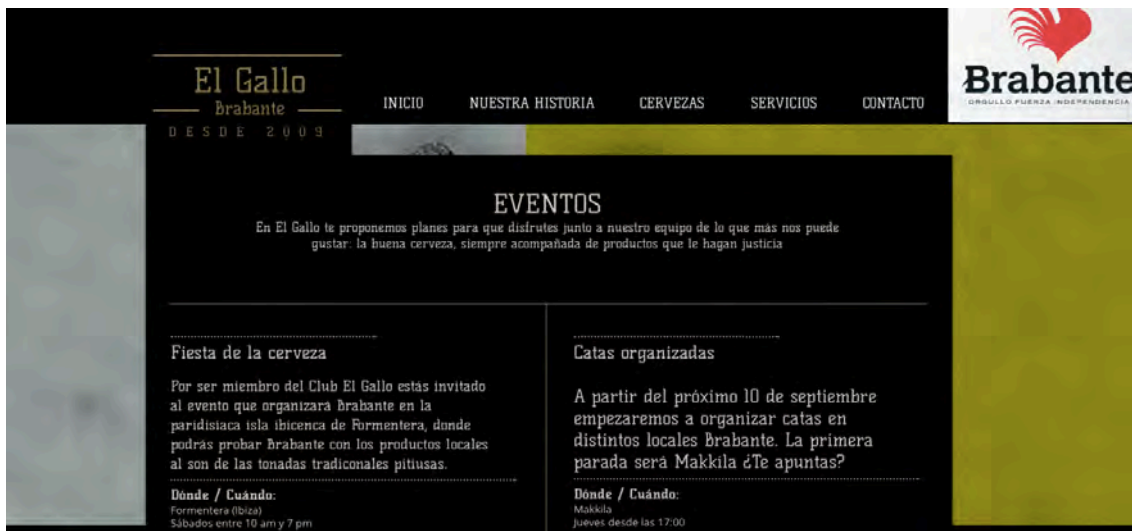 El Gallo
Brabante
DESDE 2009
INICIO NUESTRA HISTORIA CERVEZAS SERVICIOS CONTACTO
Brabante
ORGULLO FUERZA INDEPENDENCIA
EVENTOS
En El Gallo te proponemos planes para que disfrutes junto a nuestro equipo de lo que más nos puede
gustar: la buena cerveza, siempre acompañada de productos que le hagan justicia
Fiesta de la cerveza
Por ser miembro del Club El Gallo estás invitado
al evento que organizará Brabante en la
paridisiaca isla ibicenca de Formentera, donde
podrás probar Brabante con los productos locales
al son de las tonadas tradiconales pitiusas.
Dónde / Cuándo:
Formentera (Ibiza)
Sábados entre 10 am y 7 pm
Catas organizadas
A partir del próximo 10 de septiembre
empezaremos a organizar catas en
distintos locales Brabante. La primera
parada será Makkila ¿Te apuntas?
Dónde / Cuándo:
Makkila
Jueves desde las 17:00